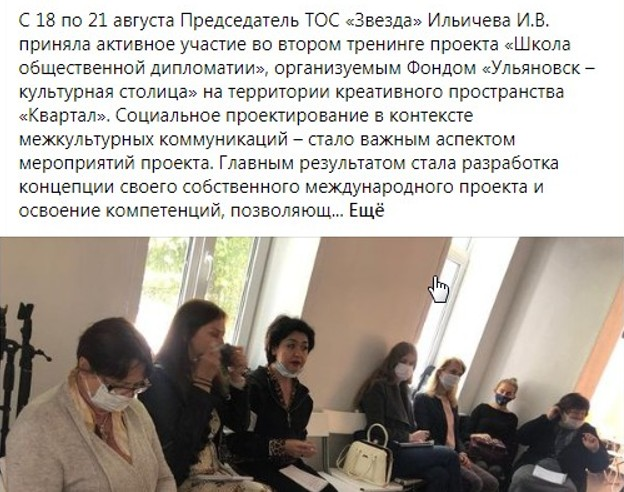 С 18 по 21 августа Председатель ТОС «Звезда» Ильичева И.В.
приняла активное участие во втором тренинге проекта «Школа
общественной дипломатии», организуемым Фондом «Ульяновск –
культурная столица» на территории креативного пространства
«Квартал». Социальное проектирование в контексте
межкультурных коммуникаций – стало важным аспектом
мероприятий проекта. Главным результатом стала разработка
концепции своего собственного международного проекта и
освоение компетенций, позволяющ... Ещё